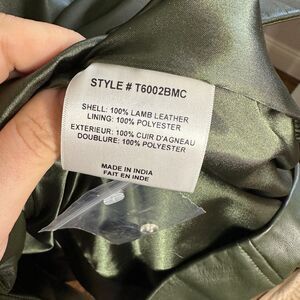 STYLE # T6002BMC
SHELL: 100% LAMB LEATHER
LINING: 100% POLYESTER
EXTERIEUR: 100% CUIR D'AGNEAU
DOUBLURE: 100% POLYESTER
MADE IN INDIA
FAIT EN INDE